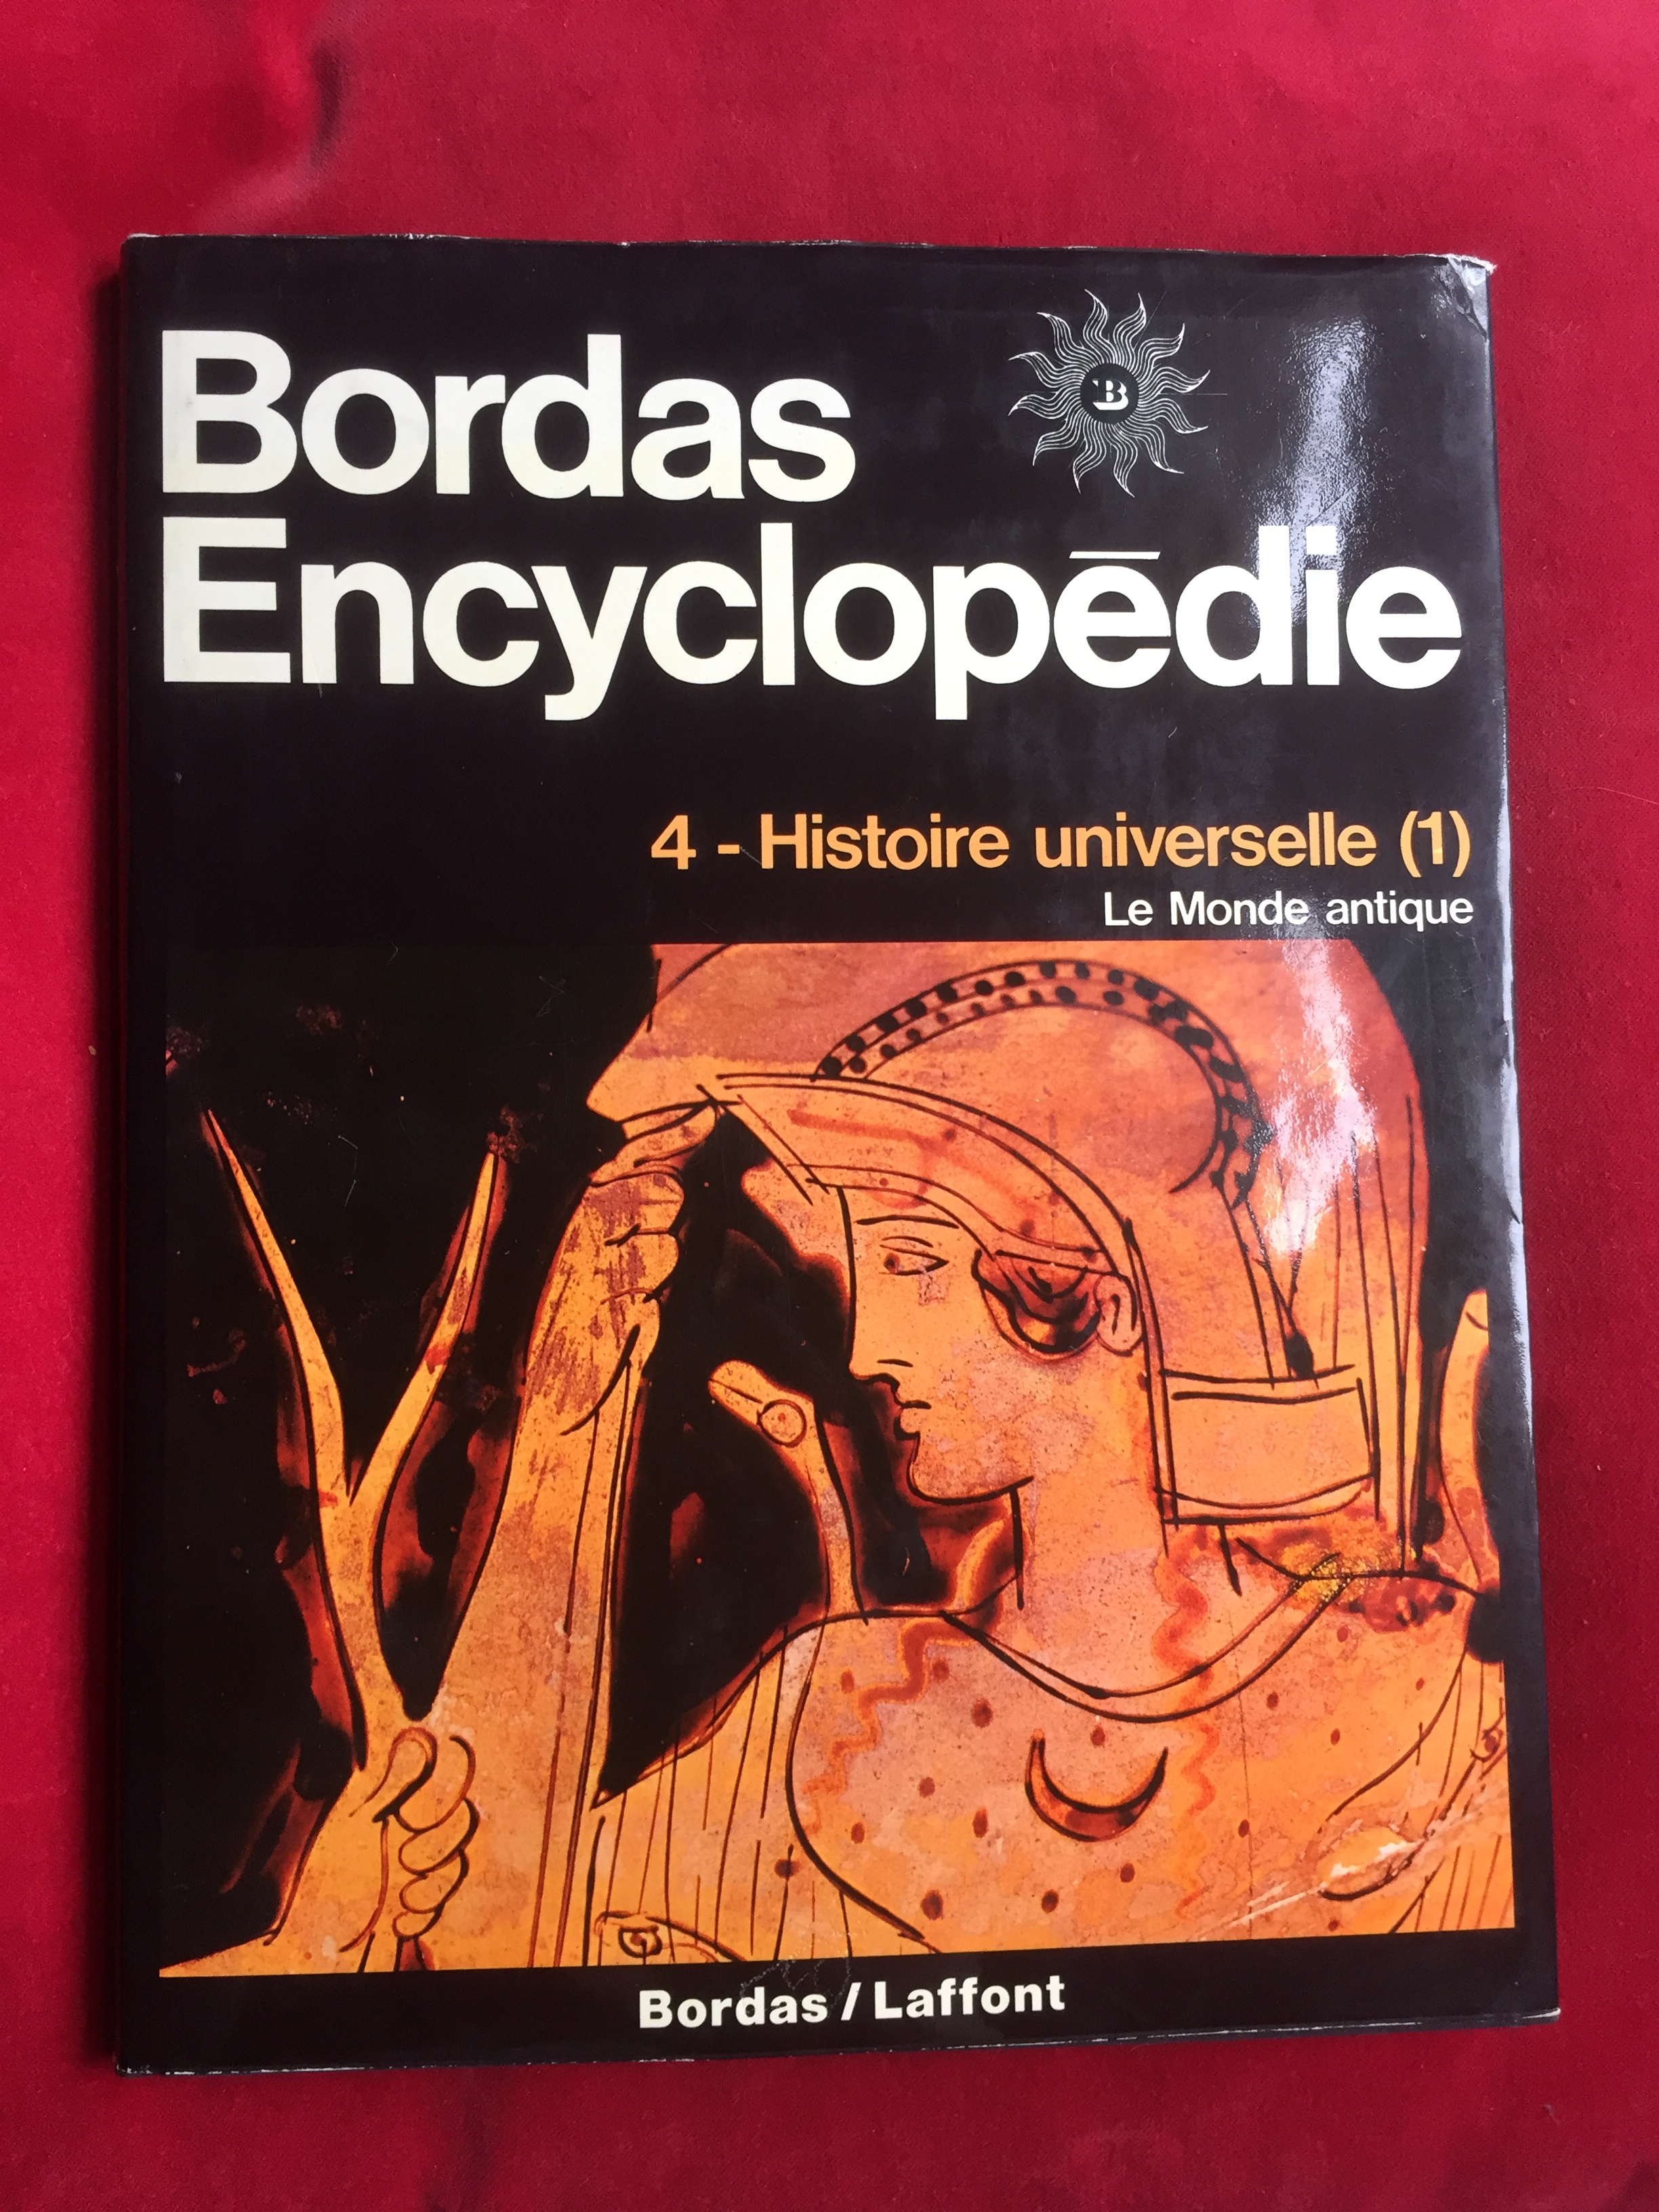 Bordas
B
Encyclopēdie
4 - Histoire universelle (1)
Le Monde antique
Bordas / Laffont